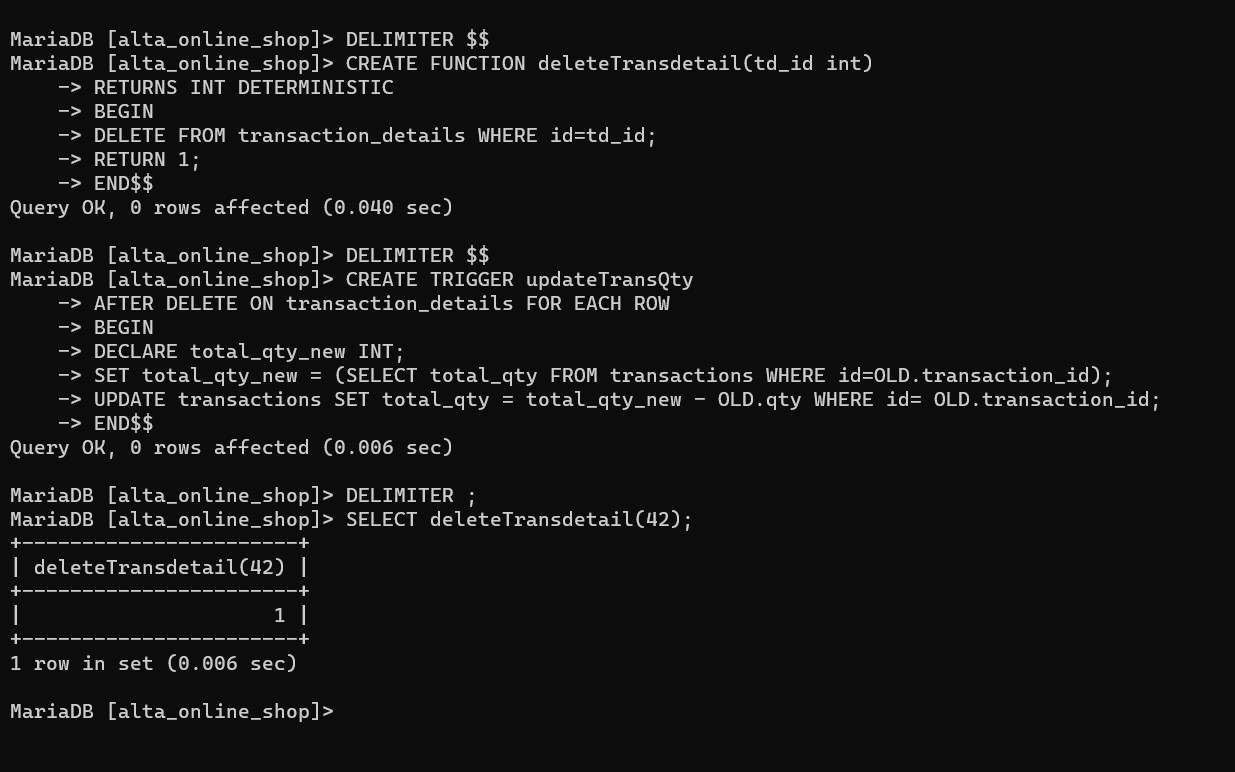 MariaDB [alta_online_shop]> DELIMITER $$
MariaDB [alta_online_shop]> CREATE FUNCTION deleteTransdetail(td_id int)
    -> RETURNS INT DETERMINISTIC
    -> BEGIN
    -> DELETE FROM transaction_details WHERE id=td_id;
    -> RETURN 1;
    -> END$$
Query OK, 0 rows affected (0.040 sec)

MariaDB [alta_online_shop]> DELIMITER $$
MariaDB [alta_online_shop]> CREATE TRIGGER updateTransQty
    -> AFTER DELETE ON transaction_details FOR EACH ROW
    -> BEGIN
    -> DECLARE total_qty_new INT;
    -> SET total_qty_new = (SELECT total_qty FROM transactions WHERE id=OLD.transaction_id);
    -> UPDATE transactions SET total_qty = total_qty_new - OLD.qty WHERE id= OLD.transaction_id;
    -> END$$
Query OK, 0 rows affected (0.006 sec)

MariaDB [alta_online_shop]> DELIMITER ;
MariaDB [alta_online_shop]> SELECT deleteTransdetail(42);
+-----------------------+
| deleteTransdetail(42) |
+-----------------------+
|                     1 |
+-----------------------+
1 row in set (0.006 sec)

MariaDB [alta_online_shop]>